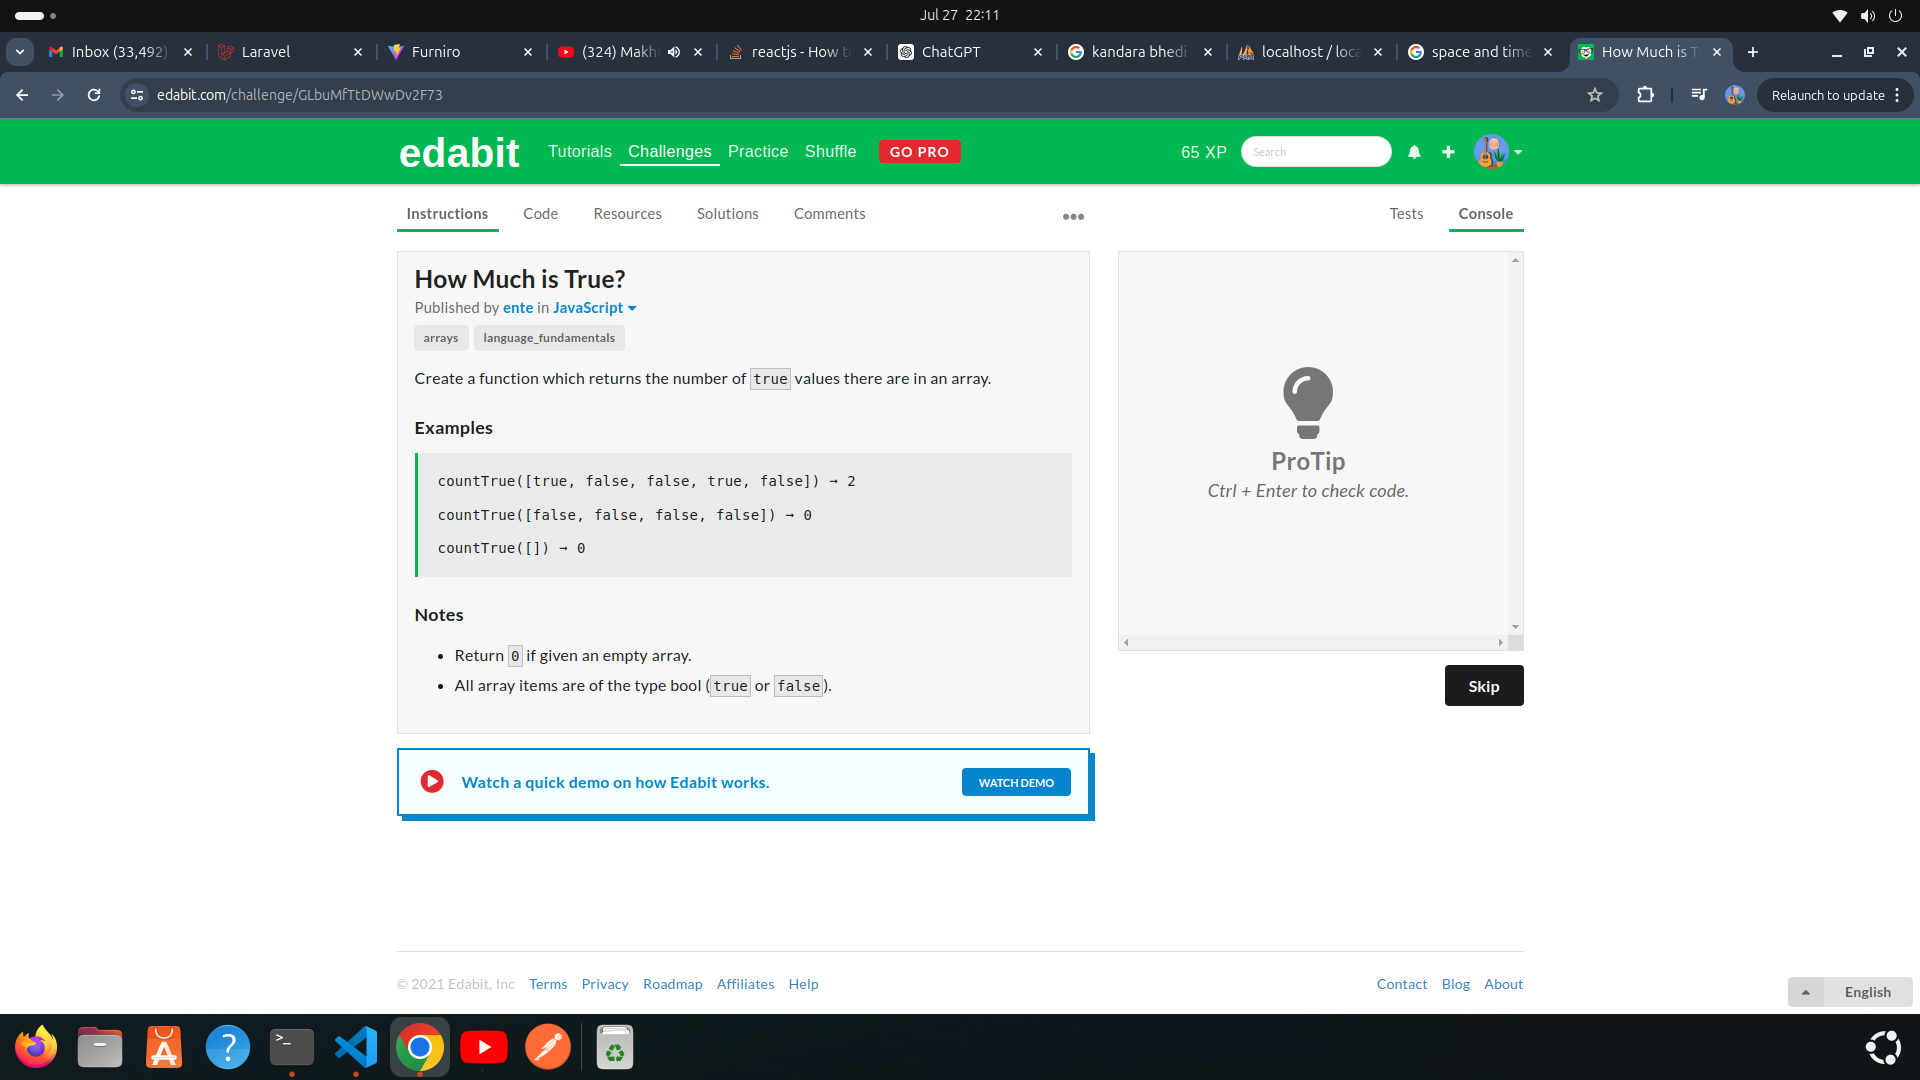 Jul 27 22:11
Inbox (33,492)
Laravel
Furniro
(324) Makh
reactjs - How t
ChatGPT
kandara bhedi
localhost / loca
space and time
How Much is T
edabit.com/challenge/GLbuMfTtDWwDv2F73
Relaunch to update
edabit
Tutorials
Challenges
Practice
Shuffle
GO PRO
65 XP
Search
Instructions
Code
Resources
Solutions
Comments
Tests
Console
How Much is True?
Published by ente in JavaScript
arrays
language_fundamentals
Create a function which returns the number of true values there are in an array.
Examples
countTrue([true, false, false, true, false]) → 2
countTrue([false, false, false, false]) → 0
countTrue([]) → 0
Notes
• Return 0 if given an empty array.
• All array items are of the type bool (true or false).
ProTip
Ctrl + Enter to check code.
Skip
Watch a quick demo on how Edabit works.
WATCH DEMO
© 2021 Edabit, Inc
Terms
Privacy
Roadmap
Affiliates
Help
Contact
Blog
About
English